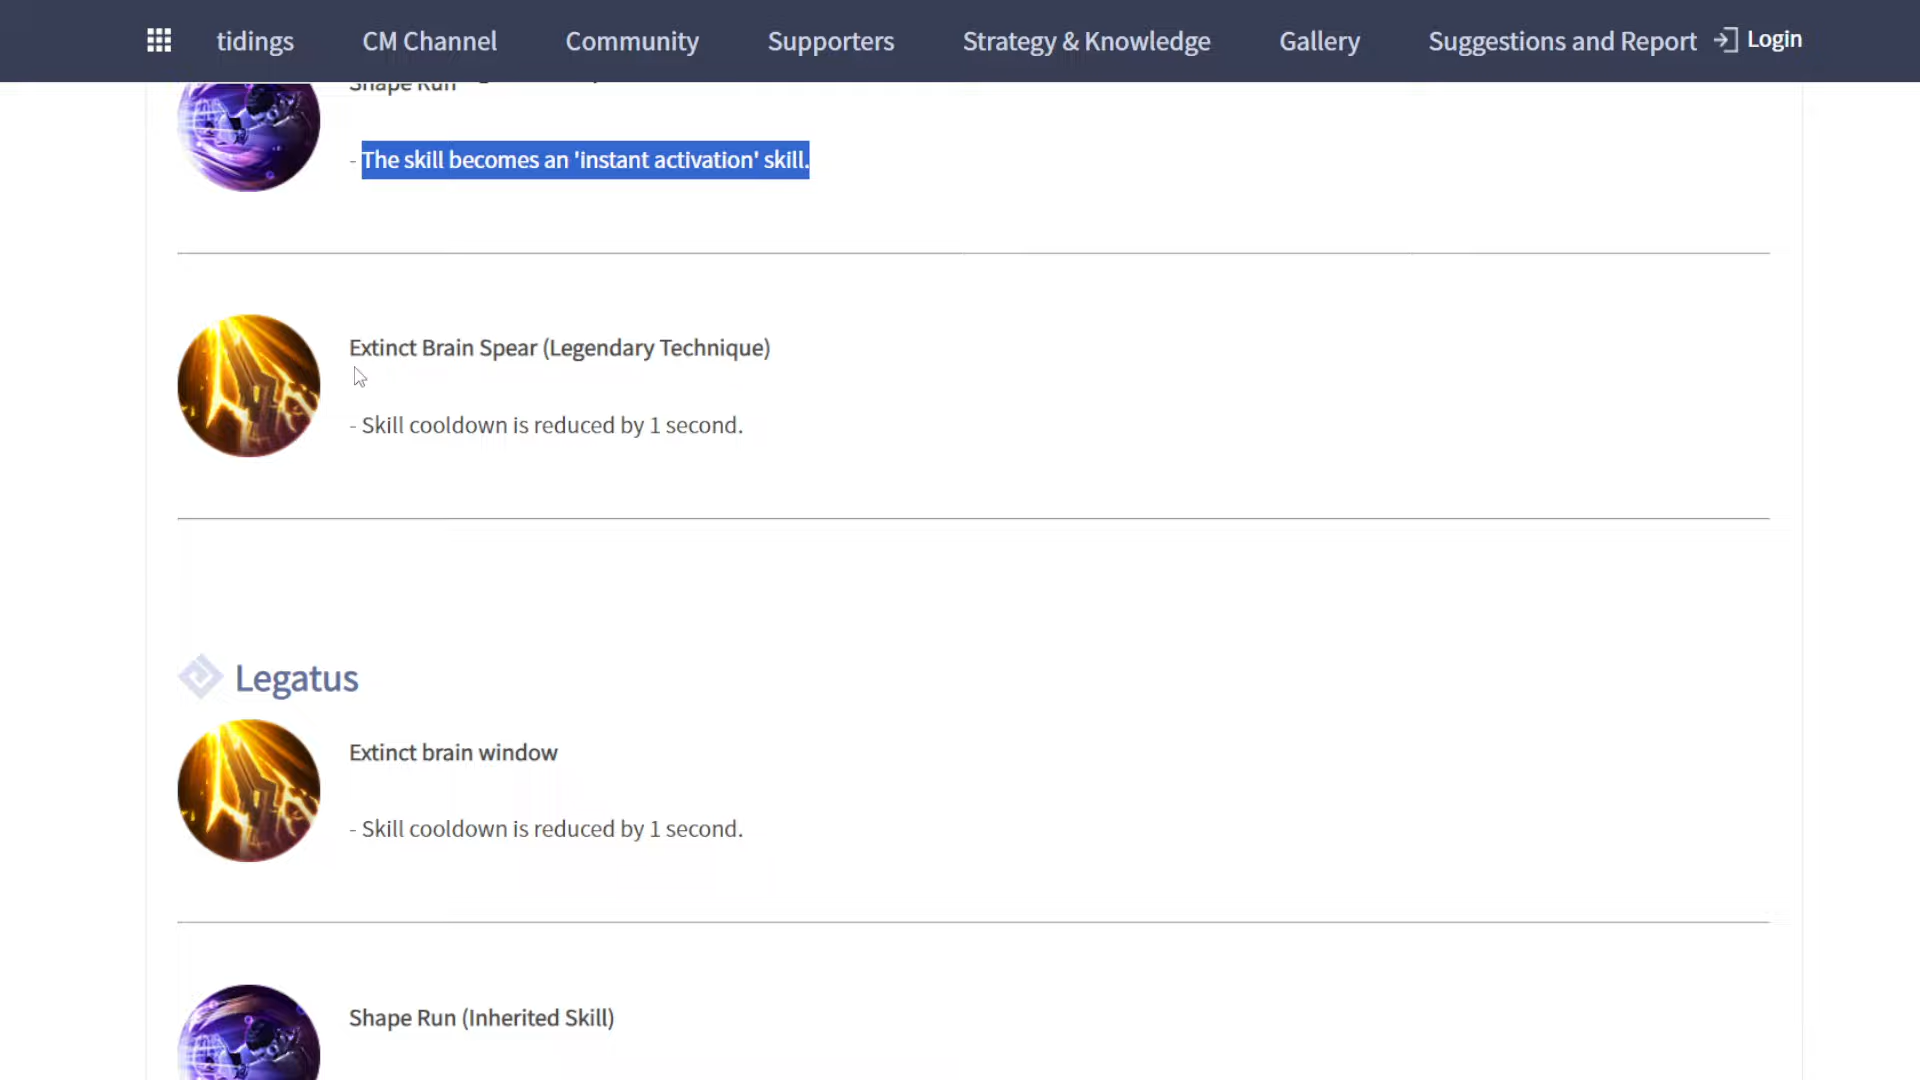 tidings CM Channel Community Supporters Strategy & Knowledge Gallery Suggestions and Report Login
Shape Run
- The skill becomes an 'instant activation' skill.
Extinct Brain Spear (Legendary Technique)
- Skill cooldown is reduced by 1 second.
Legatus
Extinct brain window
- Skill cooldown is reduced by 1 second.
Shape Run (Inherited Skill)